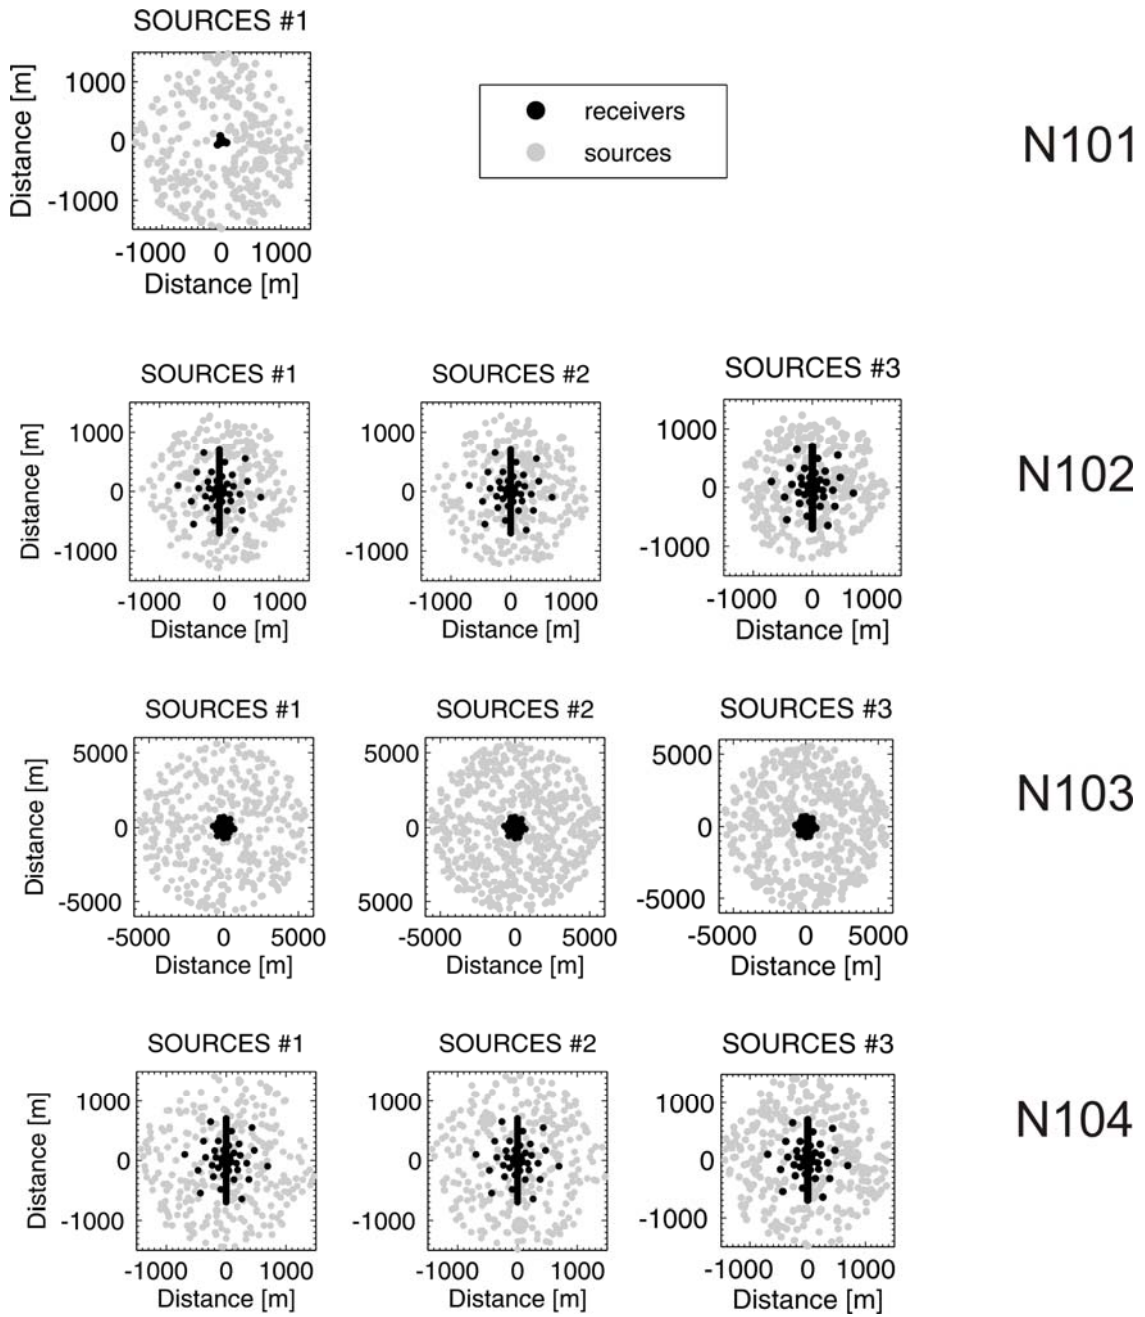 SOURCES #1
Distance [m]
1000
0
-1000
-1000 0 1000
Distance [m]
receivers
sources
N101
SOURCES #1
Distance [m]
1000
0
-1000
-1000 0 1000
Distance [m]
SOURCES #2
1000
0
-1000
-1000 0 1000
Distance [m]
SOURCES #3
1000
0
-1000
-1000 0 1000
Distance [m]
N102
SOURCES #1
Distance [m]
5000
0
-5000
-5000 0 5000
Distance [m]
SOURCES #2
5000
0
5000
-5000 0 5000
Distance [m]
SOURCES #3
5000
0
-5000
-5000 0 5000
Distance [m]
N103
SOURCES #1
Distance [m]
1000
0
-1000
-1000 0 1000
Distance [m]
SOURCES #2
1000
0
-1000
-1000 0 1000
Distance [m]
SOURCES #3
1000
0
-1000
-1000 0 1000
Distance [m]
N104